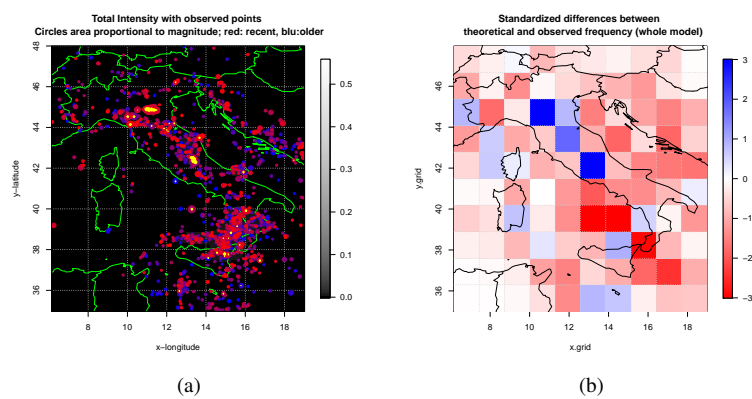 Total Intensity with observed points
Circles area proportional to magnitude; red: recent, blu:older
48
46
44
42
40
38
36
y−latitude
8 10 12 14 16 18
x−longitude
0.5
0.4
0.3
0.2
0.1
0.0
(a)
Standardized differences between
theoretical and observed frequency (whole model)
48
46
44
42
40
38
36
y.grid
8 10 12 14 16 18
x.grid
3
2
1
0
−1
−2
−3
(b)